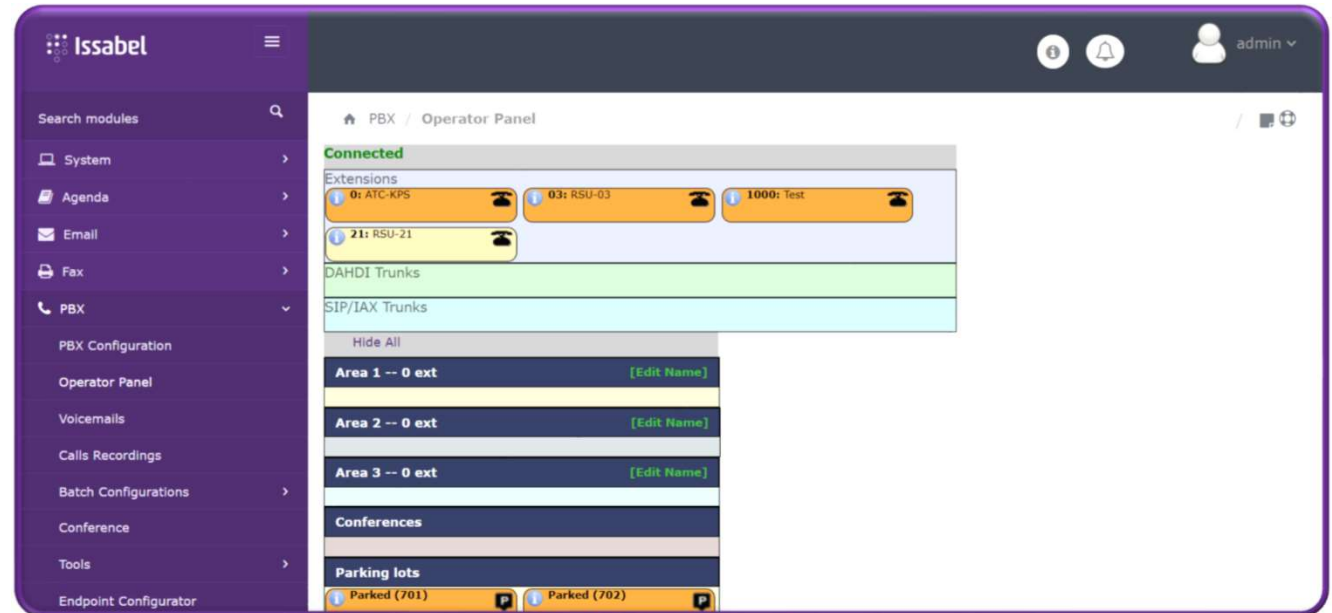 Issabel
admin
Search modules
PBX / Operator Panel
/
System
Connected
Extensions
0: ATC-KPS
03: RSU-03
1000: Test
Agenda
Email
21: RSU-21
Fax
DAHDI Trunks
PBX
SIP/IAX Trunks
PBX Configuration
Hide All
Operator Panel
Area 1 -- 0 ext [Edit Name]
Voicemails
Area 2 -- 0 ext [Edit Name]
Calls Recordings
Area 3 -- 0 ext [Edit Name]
Batch Configurations
Conference
Conferences
Tools
Parking lots
Endpoint Configurator
Parked (701)
P
Parked (702)
P